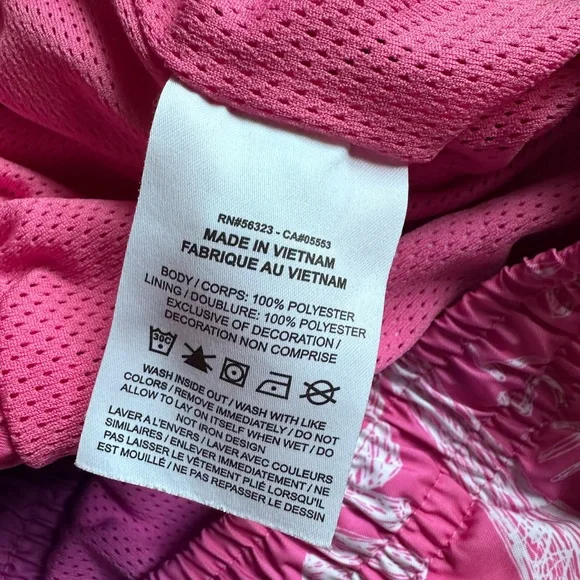 RN#56323 - CA#05553
MADE IN VIETNAM
FABRIQUE AU VIETNAM
BODY / CORPS: 100% POLYESTER
LINING / DOUBLURE: 100% POLYESTER
EXCLUSIVE OF DECORATION /
DECORATION NON COMPRISE
30C
WASH INSIDE OUT / WASH WITH LIKE
COLORS / REMOVE IMMEDIATELY / DO NOT
ALLOW TO LAY ON ITSELF WHEN WET / DO
NOT IRON DESIGN
LAVER A L'ENVERS / LAVER AVEC COULEURS
SIMILAIRES / ENLEVER IMMEDIATEMENT / NE
PAS LAISSER LE VÊTEMENT PLIÉ LORSQU'IL
EST MOUILLÉ / NE PAS REPASSER LE DESSIN